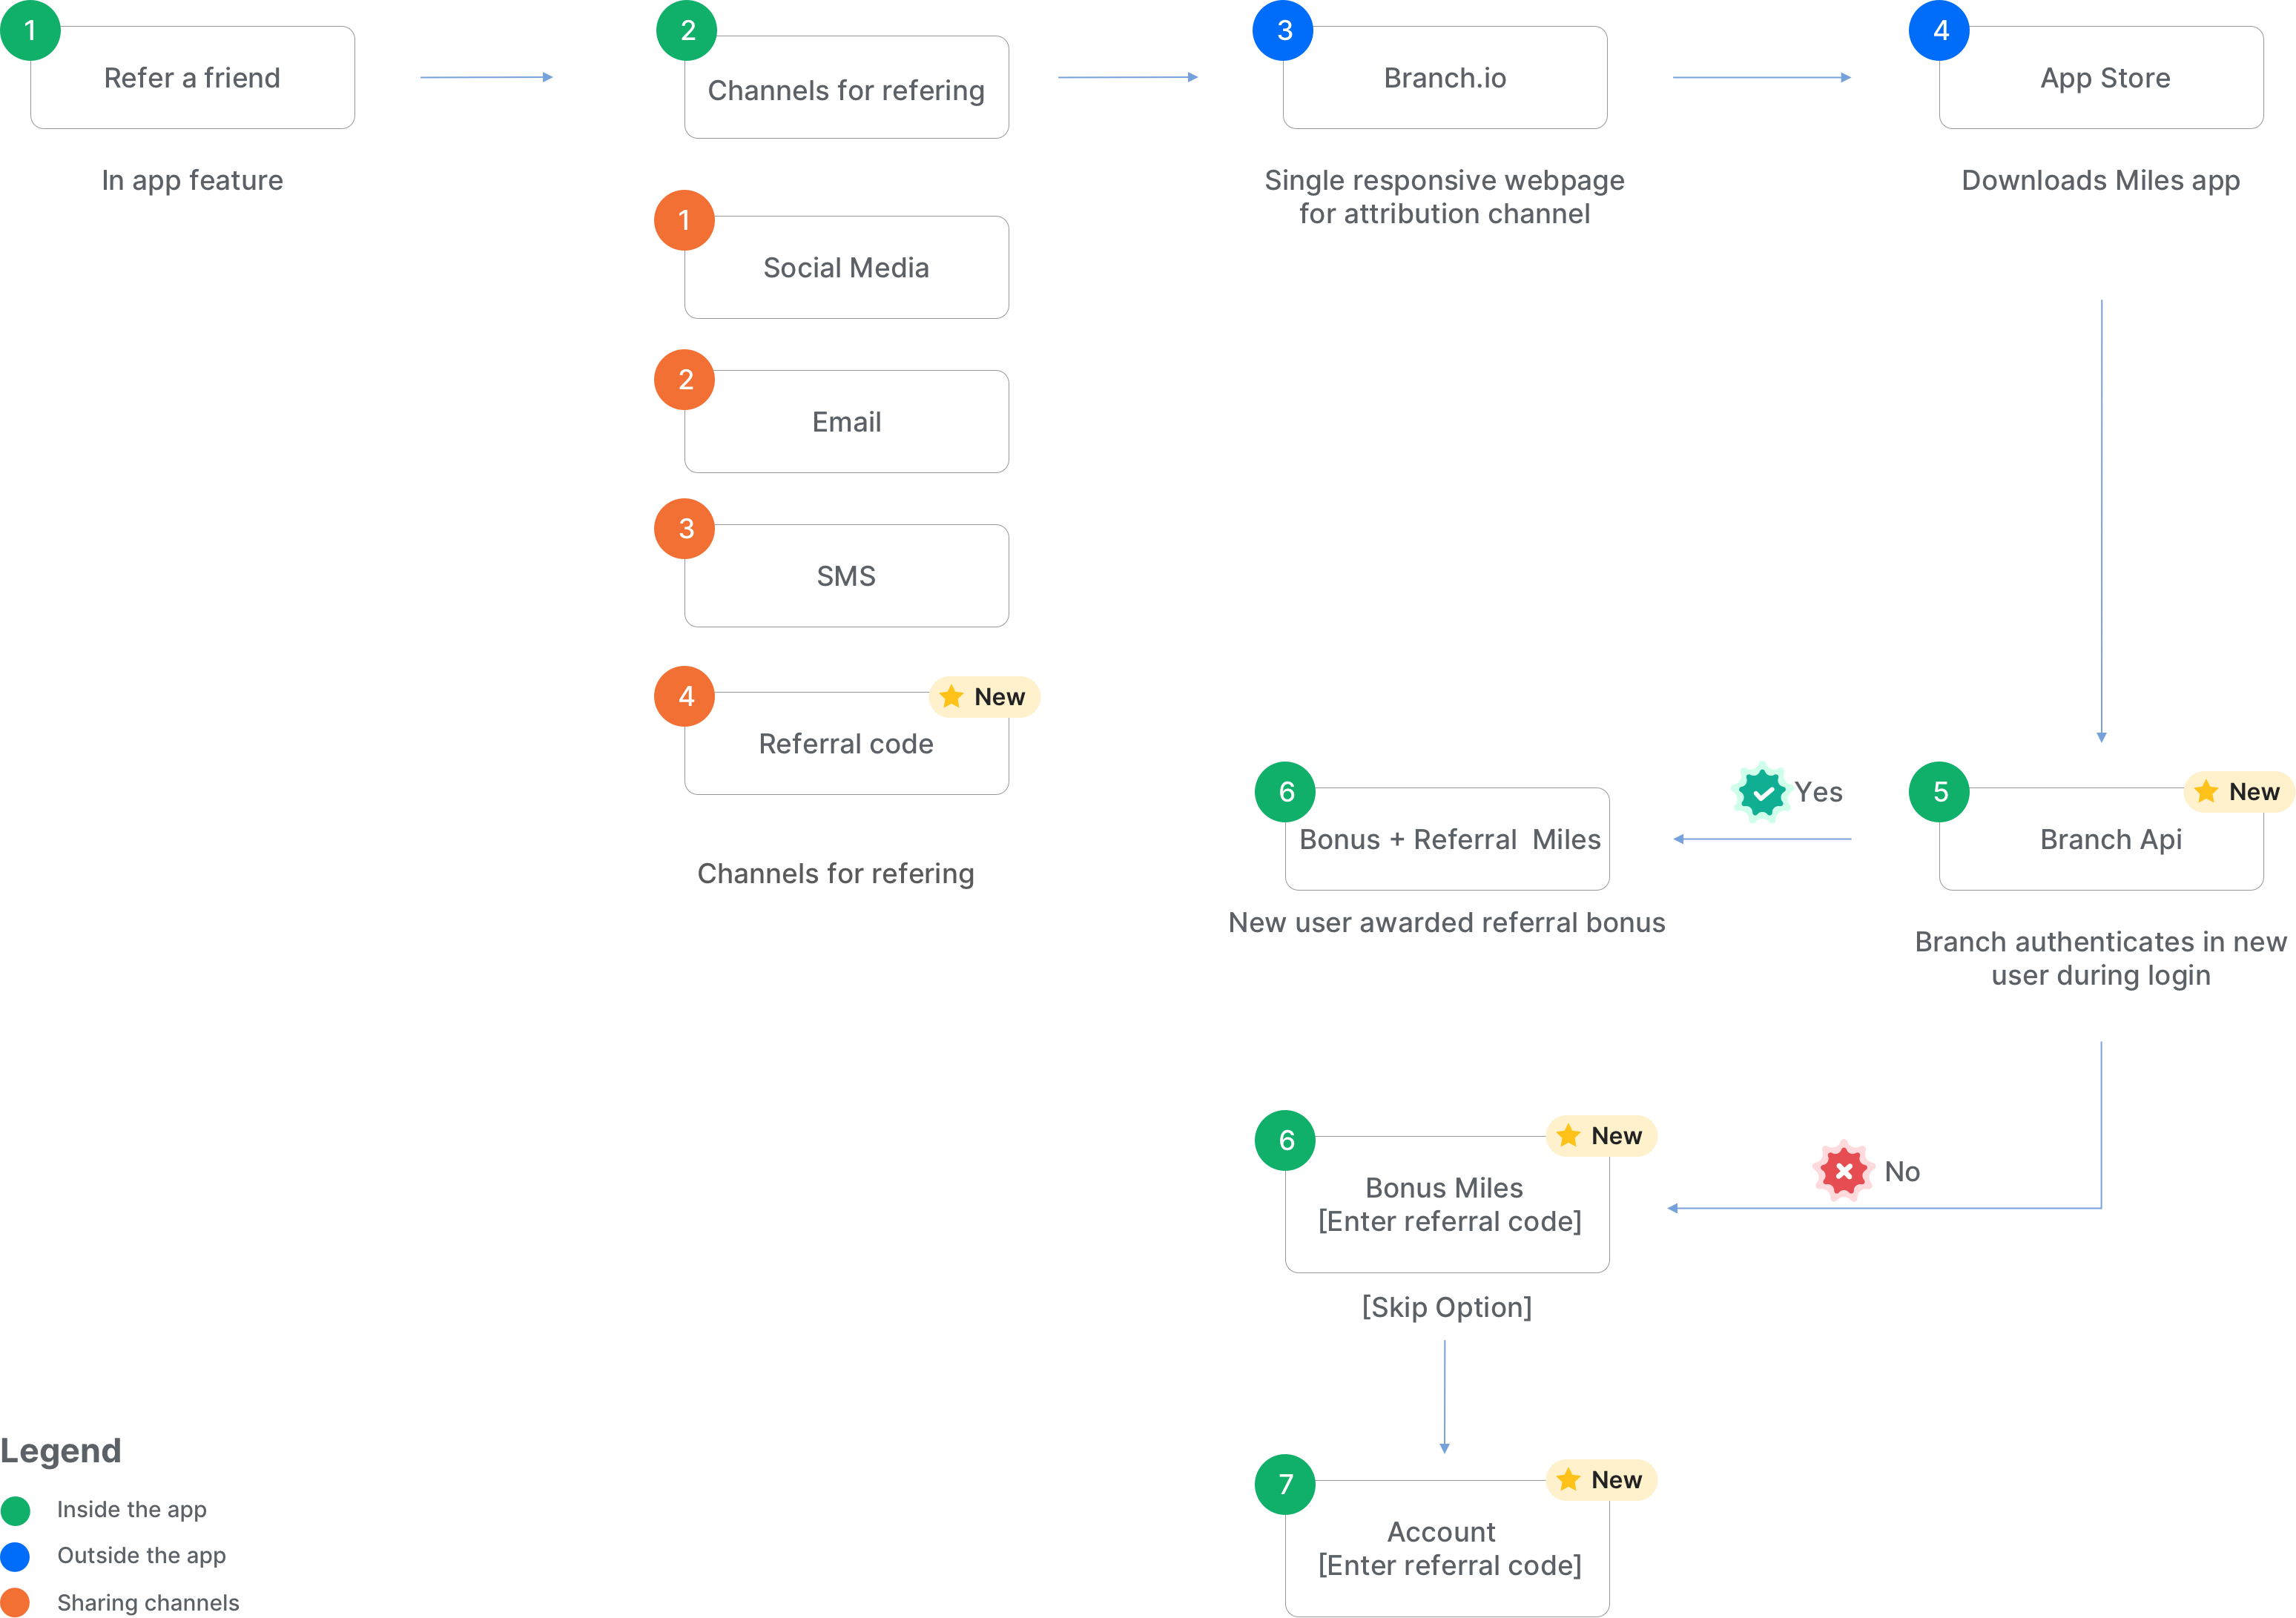 1
Refer a friend
In app feature
2
Channels for refering
1
Social Media
2
Email
3
SMS
4
New
Referral code
Channels for refering
3
Branch.io
Single responsive webpage
for attribution channel
4
App Store
Downloads Miles app
5
New
Branch Api
Branch authenticates in new
user during login
Yes
6
Bonus + Referral Miles
New user awarded referral bonus
No
6
New
Bonus Miles
[Enter referral code]
[Skip Option]
7
New
Account
[Enter referral code]
Legend
Inside the app
Outside the app
Sharing channels